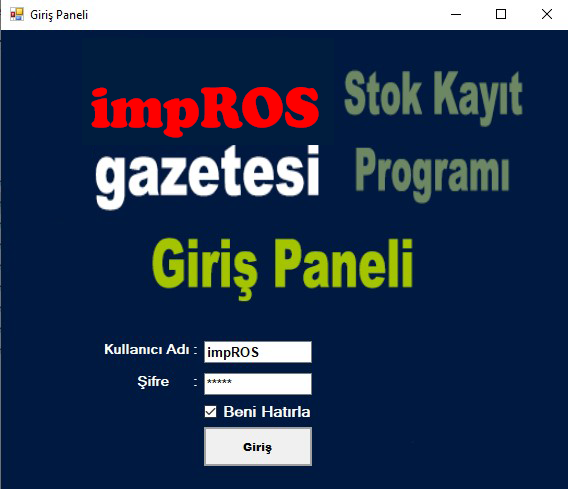 Giriş Paneli
impROS
gazetesi
Stok Kayıt
Programı
Giriş Paneli
Kullanıcı Adı : impROS
Şifre : *****
Beni Hatırla
Giriş